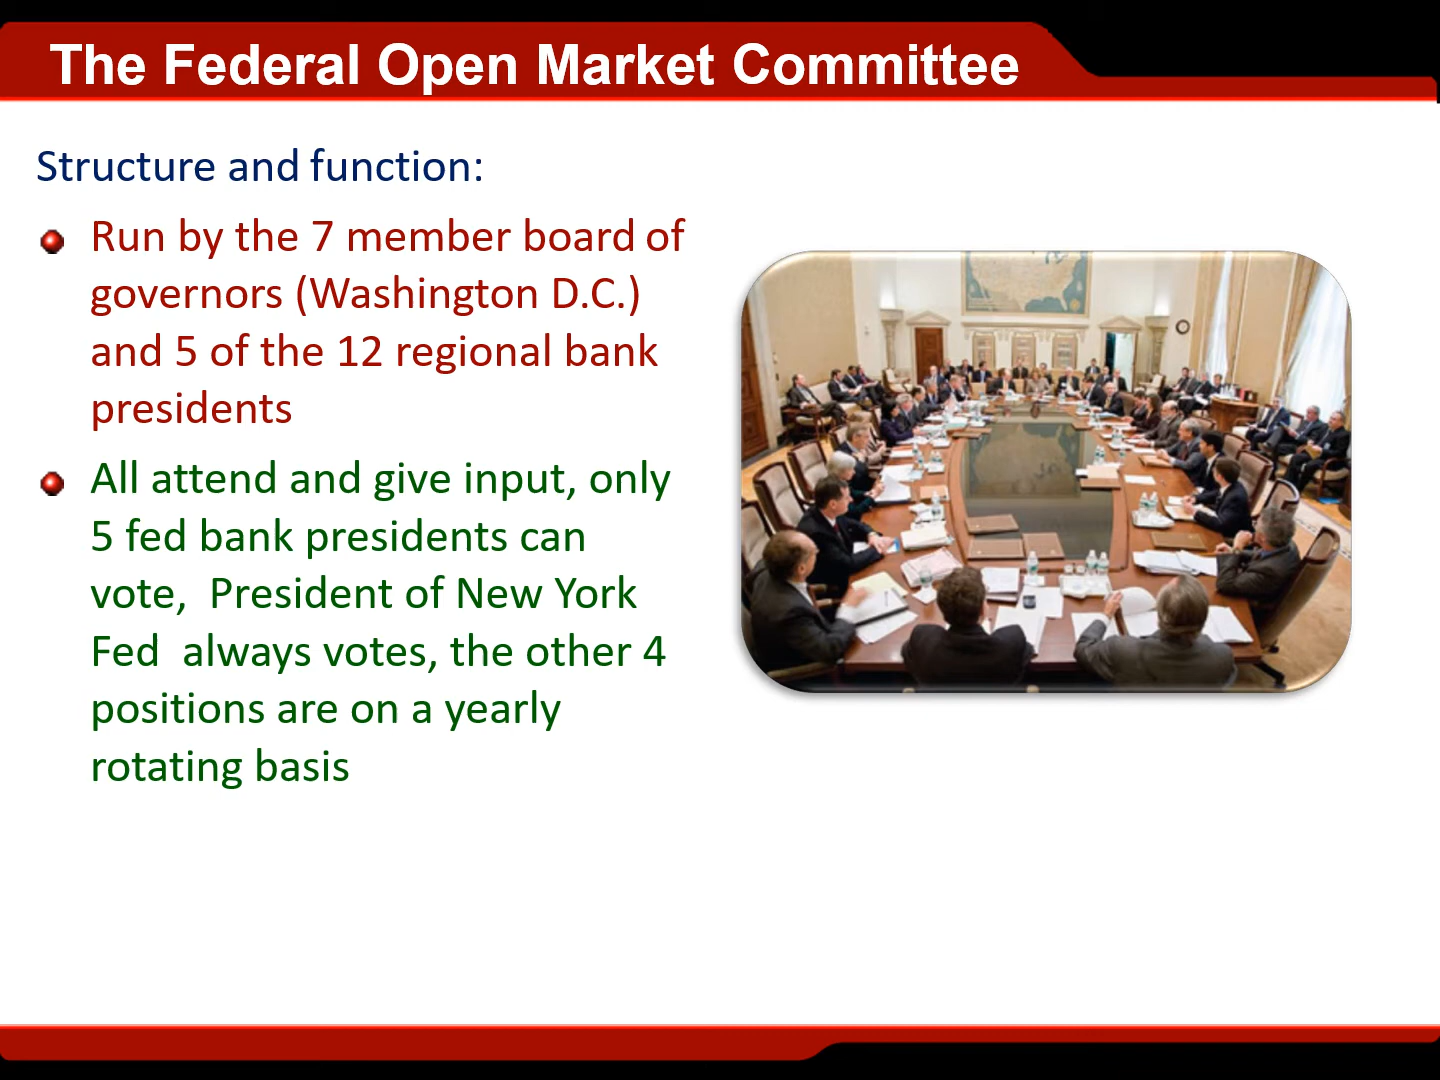 The Federal Open Market Committee
Structure and function:
Run by the 7 member board of
governors (Washington D.C.)
and 5 of the 12 regional bank
presidents
All attend and give input, only
5 fed bank presidents can
vote,  President of New York
Fed  always votes, the other 4
positions are on a yearly
rotating basis